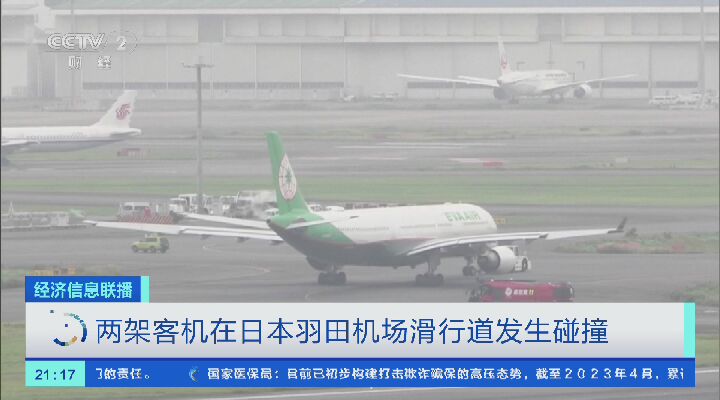 CCTV 2
财 经
EVA AIR
经济信息联播
两架客机在日本羽田机场滑行道发生碰撞
21:17
的责任。 国家医保局：目前已初步构建打击欺诈骗保的高压态势，截至2023年4月，累